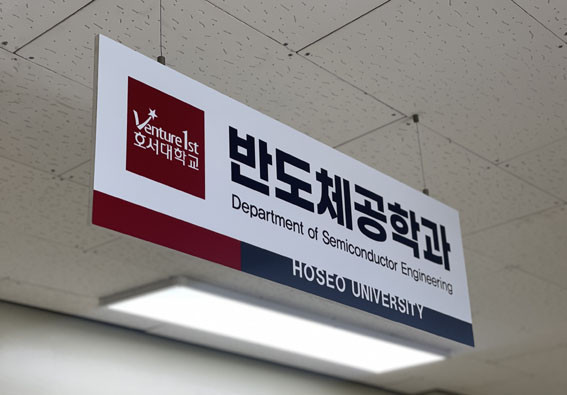 Venture1st
호서대학교
반도체공학과
Department of Semiconductor Engineering
HOSEO UNIVERSITY